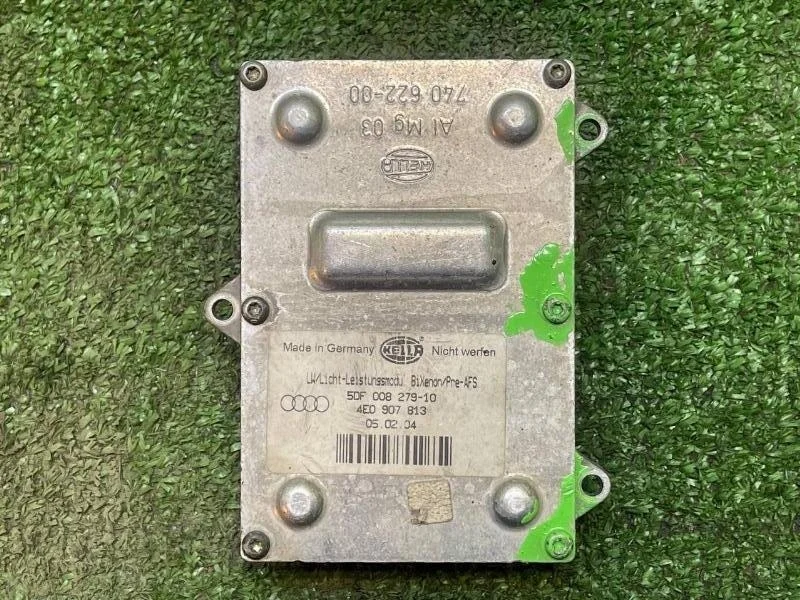 740 622-00
Al Mg 03
HELLA
Made in Germany HELLA Nicht werfen
LW/Licht-Leistungsmodul BiXenon/Pre-AFS
5DF 008 279-10
4E0 907 813
05.02.04